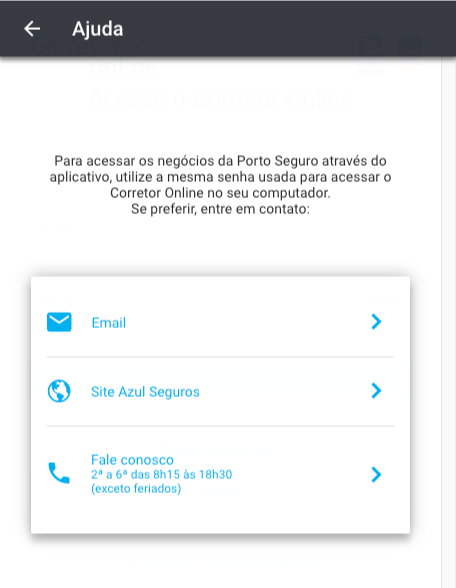 Ajuda
Corretor
online
Acesse o Corretor Online
Para acessar os negócios da Porto Seguro através do
aplicativo, utilize a mesma senha usada para acessar o
Corretor Online no seu computador.
Se preferir, entre em contato:
Email
Site Azul Seguros
Fale conosco
2ª a 6ª das 8h15 às 18h30
(exceto feriados)